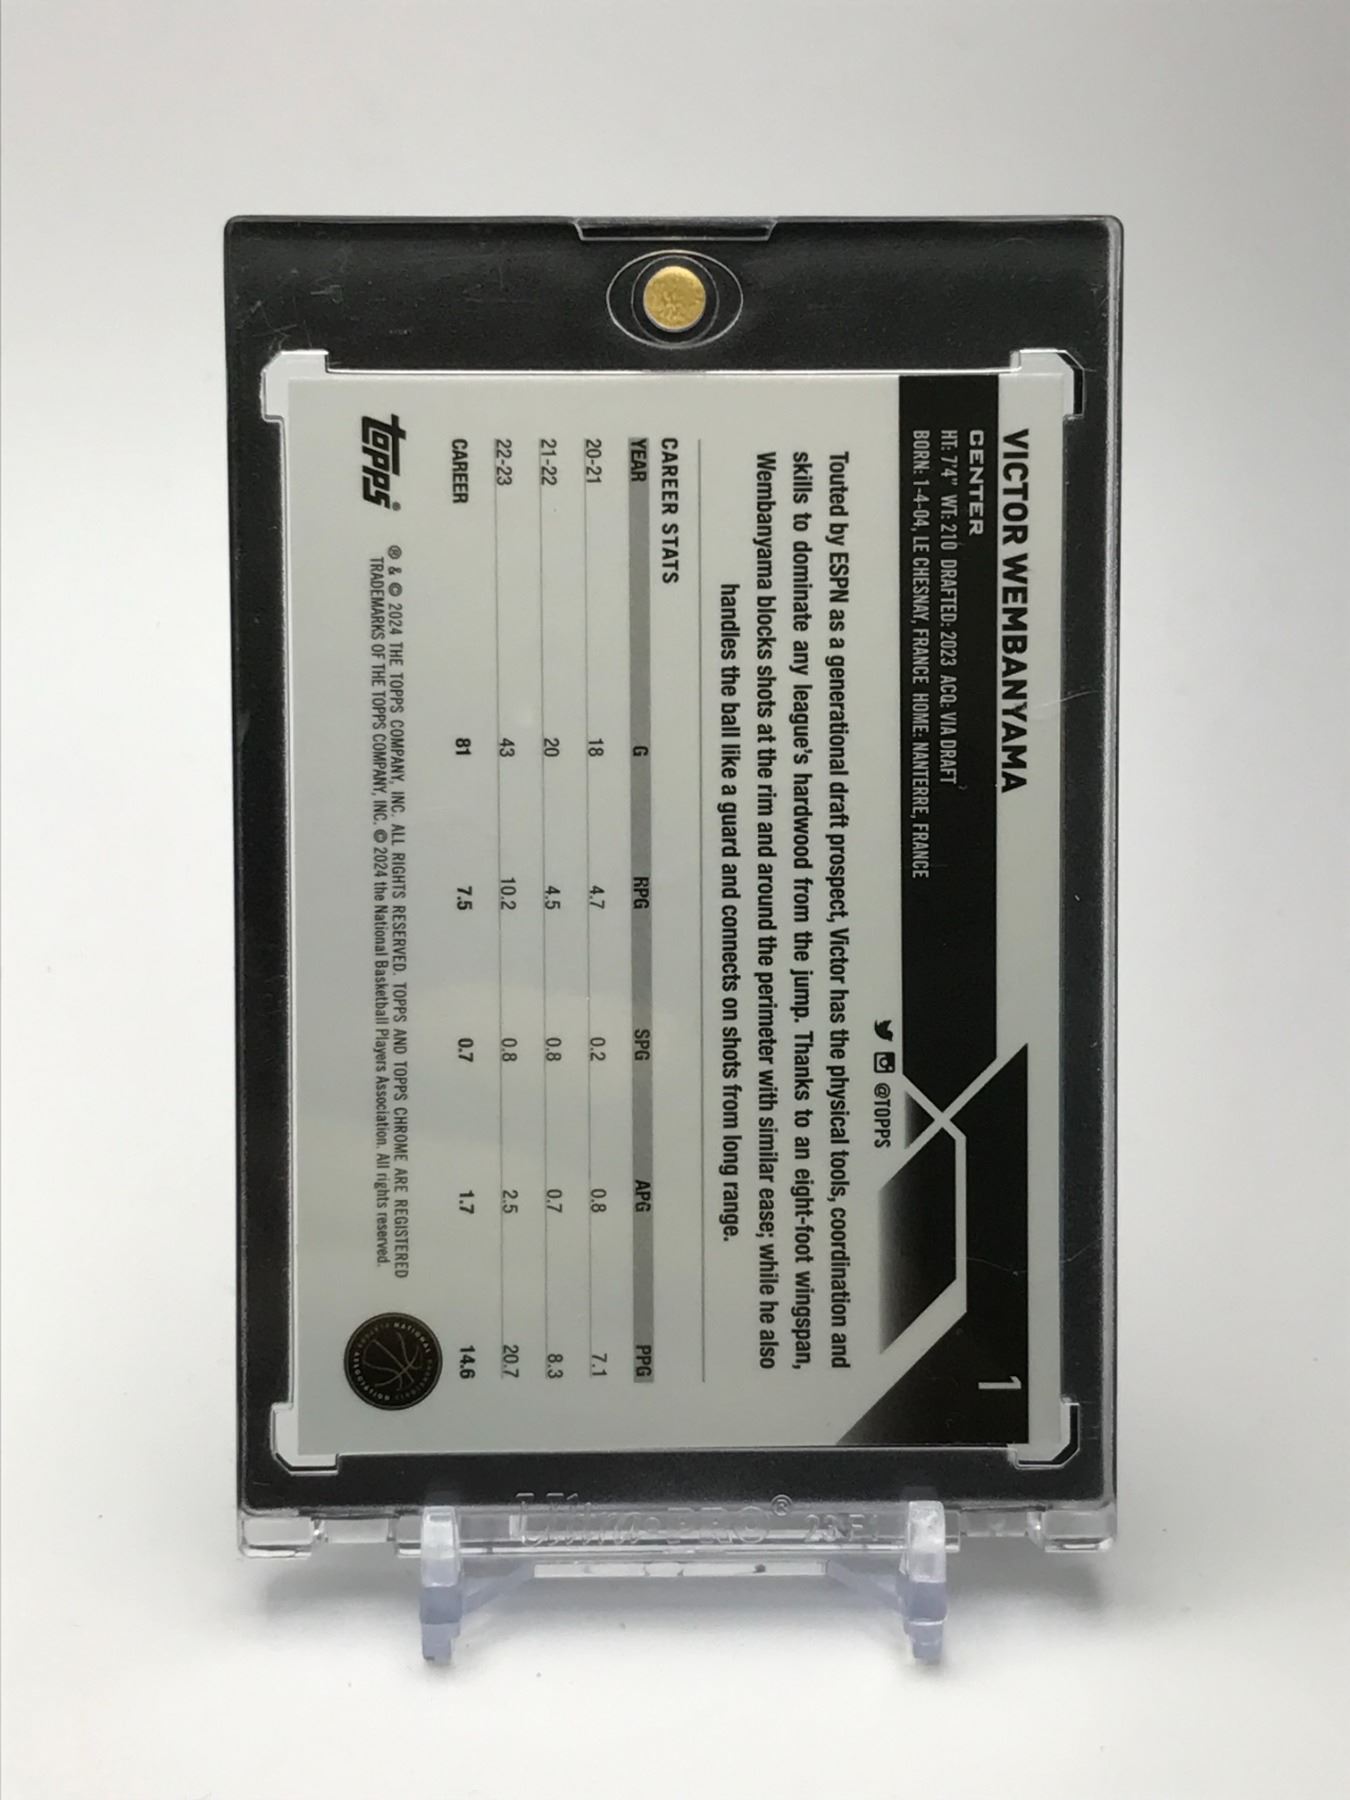 VICTOR WEMBANYAMA
1
CENTER
HT: 7'4" WT: 210 DRAFTED: 2023 ACQ: VIA DRAFT
BORN: 1-4-04, LE CHESNAY, FRANCE HOME: NANTERRE, FRANCE
@TOPPS
Touted by ESPN as a generational draft prospect, Victor has the physical tools, coordination and
skills to dominate any league's hardwood from the jump. Thanks to an eight-foot wingspan,
Wembanyama blocks shots at the rim and around the perimeter with similar ease; while he also
handles the ball like a guard and connects on shots from long range.
CAREER STATS
YEAR G RPG SPG APG PPG
20-21 18 4.7 0.2 0.8 7.1
21-22 20 4.5 0.8 0.7 8.3
22-23 43 10.2 0.8 2.5 20.7
CAREER 81 7.5 0.7 1.7 14.6
topps®
® & © 2024 THE TOPPS COMPANY, INC. ALL RIGHTS RESERVED. TOPPS AND TOPPS CHROME ARE REGISTERED
TRADEMARKS OF THE TOPPS COMPANY, INC. © 2024 the National Basketball Players Association. All rights reserved.
NATIONAL BASKETBALL PLAYERS ASSOCIATION
Ultra•PRO®